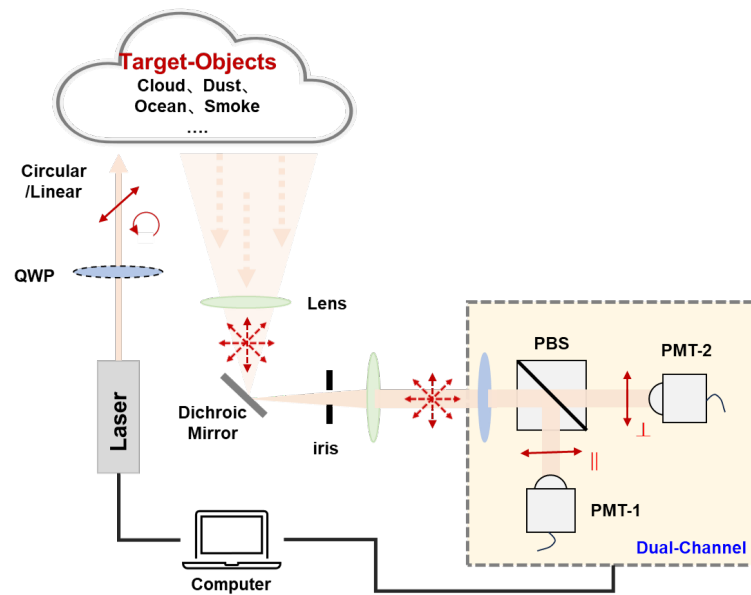 Target-Objects
Cloud、Dust、
Ocean、Smoke
....
Circular
/Linear
QWP
Lens
PBS
PMT-2
Laser
Dichroic
Mirror
iris
⊥
||
PMT-1
Dual-Channel
Computer